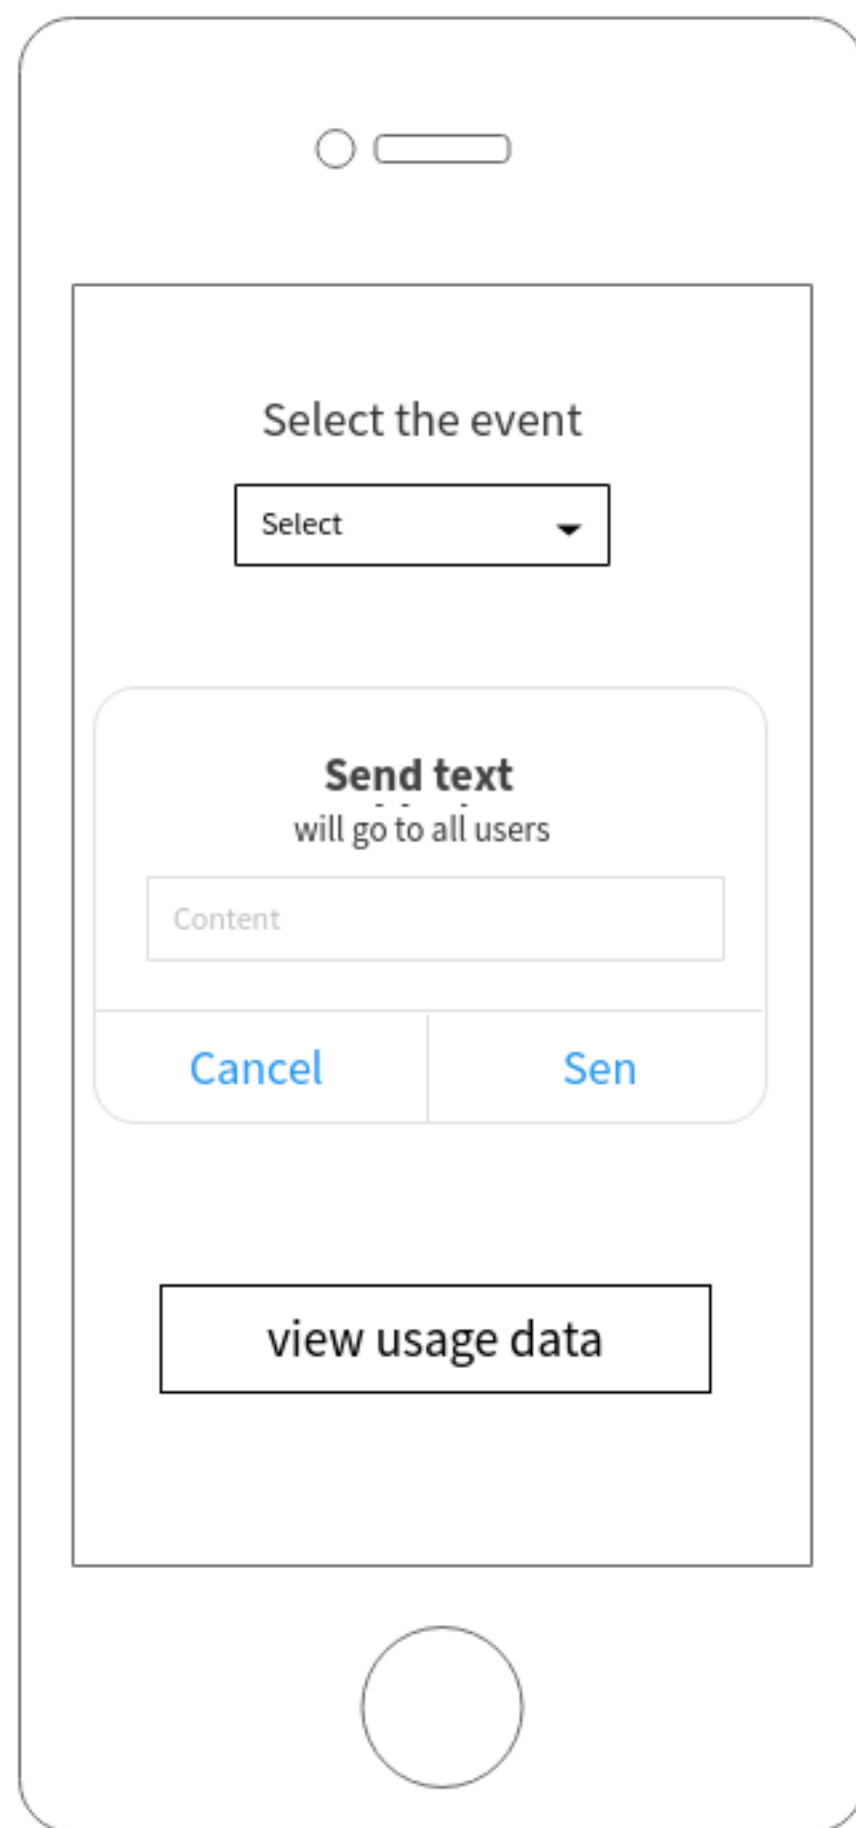 Select the event
Select
Send text
will go to all users
Content
Cancel
Sen
view usage data